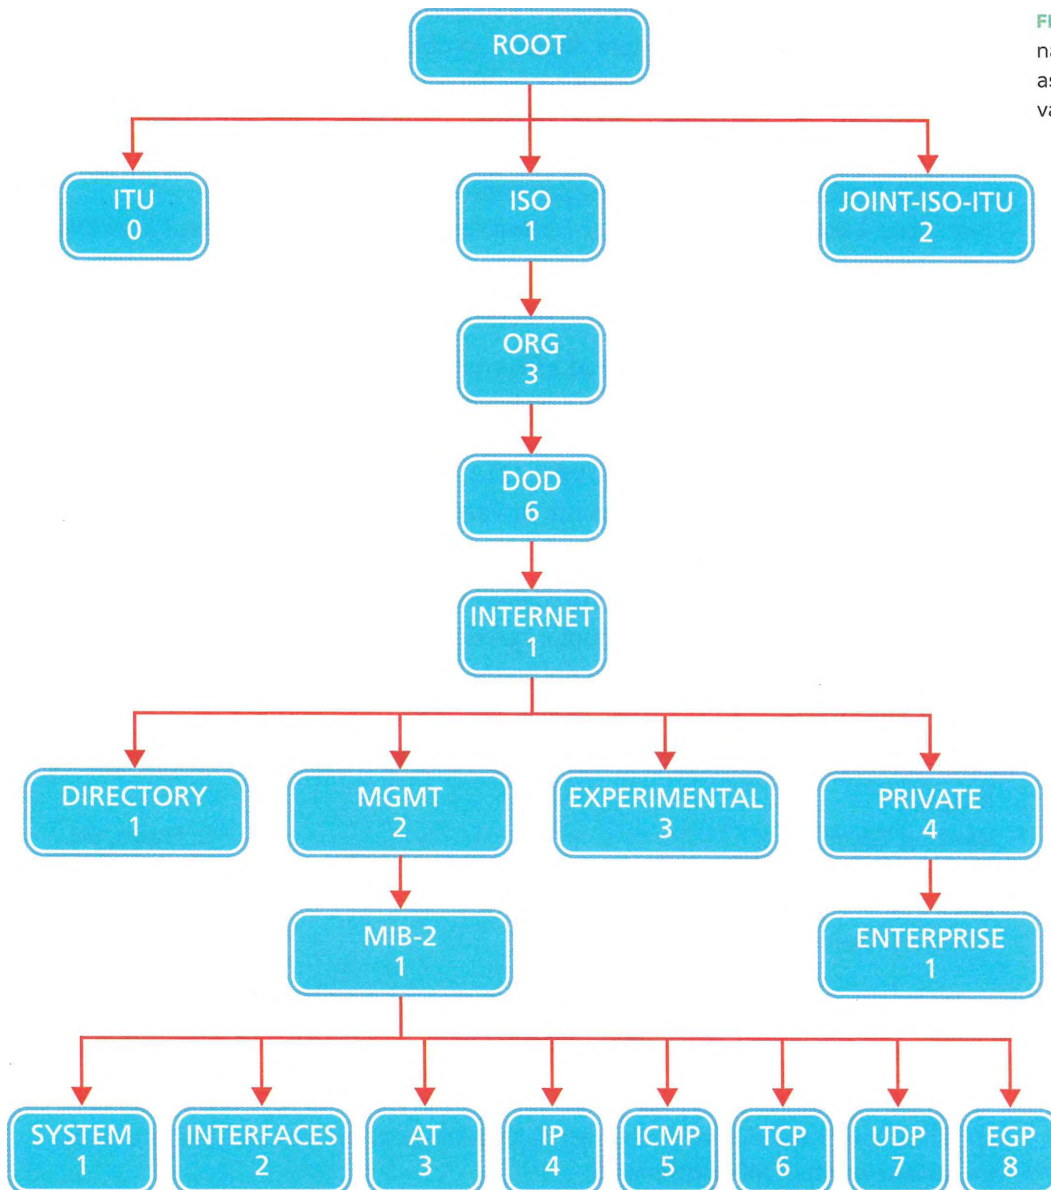 ROOT
ITU
0
ISO
1
JOINT-ISO-ITU
2
ORG
3
DOD
6
INTERNET
1
DIRECTORY
1
MGMT
2
EXPERIMENTAL
3
PRIVATE
4
MIB-2
1
ENTERPRISE
1
SYSTEM
1
INTERFACES
2
AT
3
IP
4
ICMP
5
TCP
6
UDP
7
EGP
8